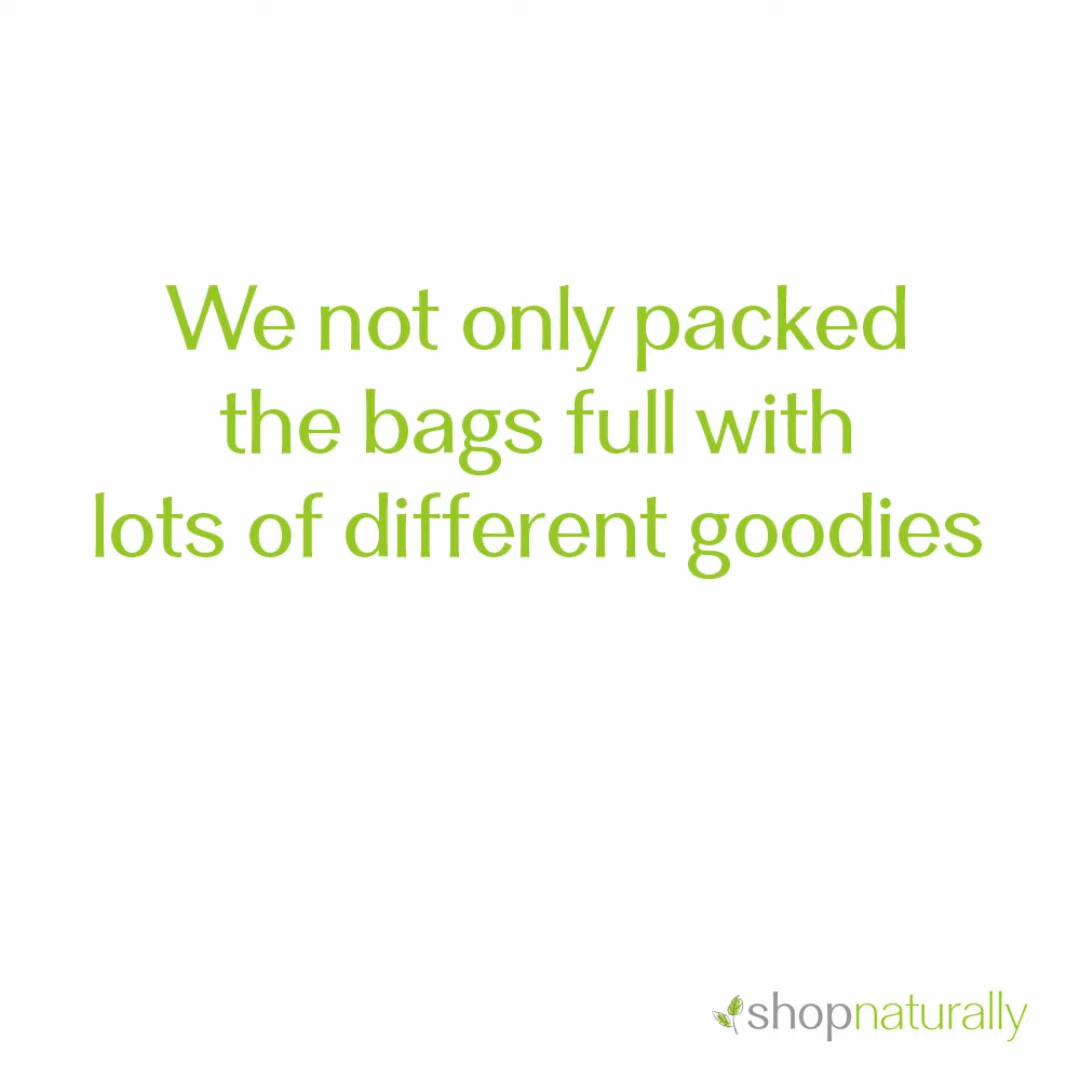 We not only packed
the bags full with
lots of different goodies
shopnaturally